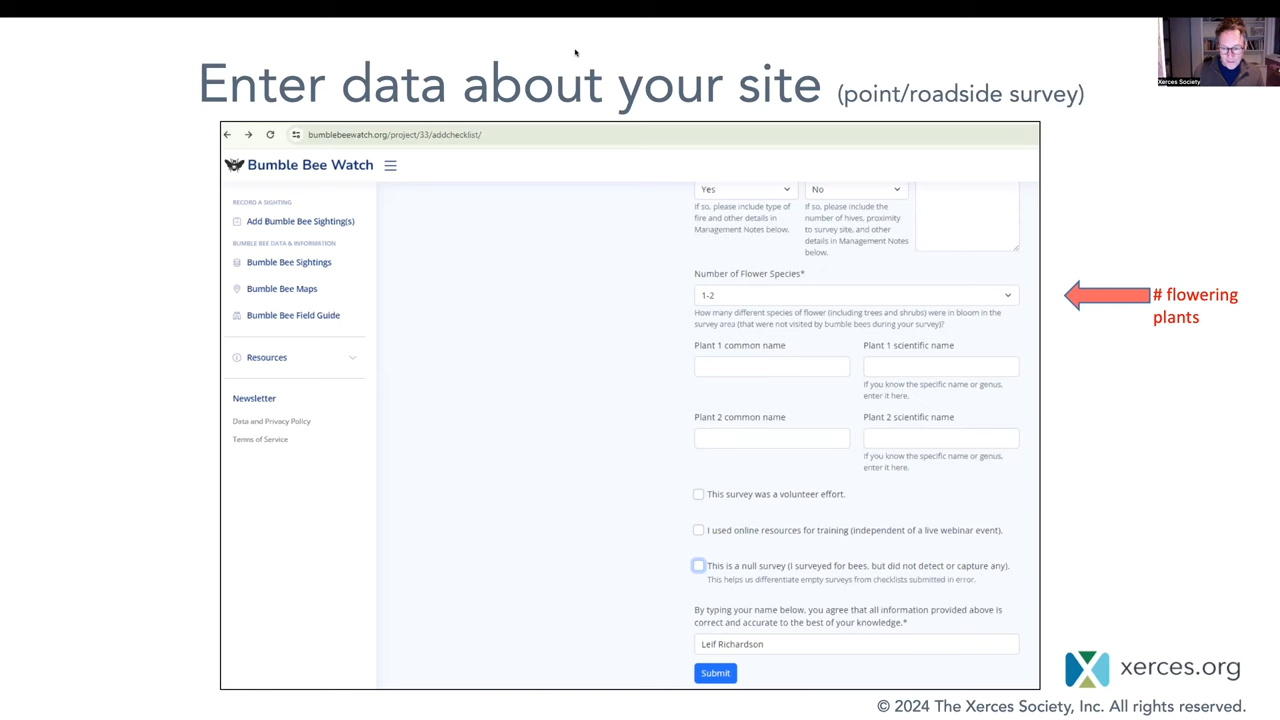 Enter data about your site (point/roadside survey)
Xerces Society
bumblebeewatch.org/project/33/addchecklist/
Bumble Bee Watch
RECORD A SIGHTING
Add Bumble Bee Sighting(s)
BUMBLE BEE DATA & INFORMATION
Bumble Bee Sightings
Bumble Bee Maps
Bumble Bee Field Guide
Resources
Newsletter
Data and Privacy Policy
Terms of Service
Yes
If so, please include type of
fire and other details in
Management Notes below.
No
If so, please include the
number of hives, proximity
to survey site, and other
details in Management Notes
below.
Number of Flower Species*
1-2
How many different species of flower (including trees and shrubs) were in bloom in the
survey area (that were not visited by bumble bees during your survey)?
Plant 1 common name
Plant 1 scientific name
If you know the specific name or genus,
enter it here.
Plant 2 common name
Plant 2 scientific name
If you know the specific name or genus,
enter it here.
This survey was a volunteer effort.
I used online resources for training (independent of a live webinar event).
This is a null survey (I surveyed for bees, but did not detect or capture any).
This helps us differentiate empty surveys from checklists submitted in error.
By typing your name below, you agree that all information provided above is
correct and accurate to the best of your knowledge.*
Leif Richardson
Submit
# flowering
plants
xerces.org
© 2024 The Xerces Society, Inc. All rights reserved.